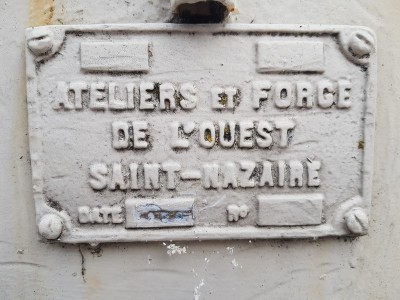 ATELIERS ET FORGE
DE L'OUEST
SAINT-NAZAIRE
DATE N°